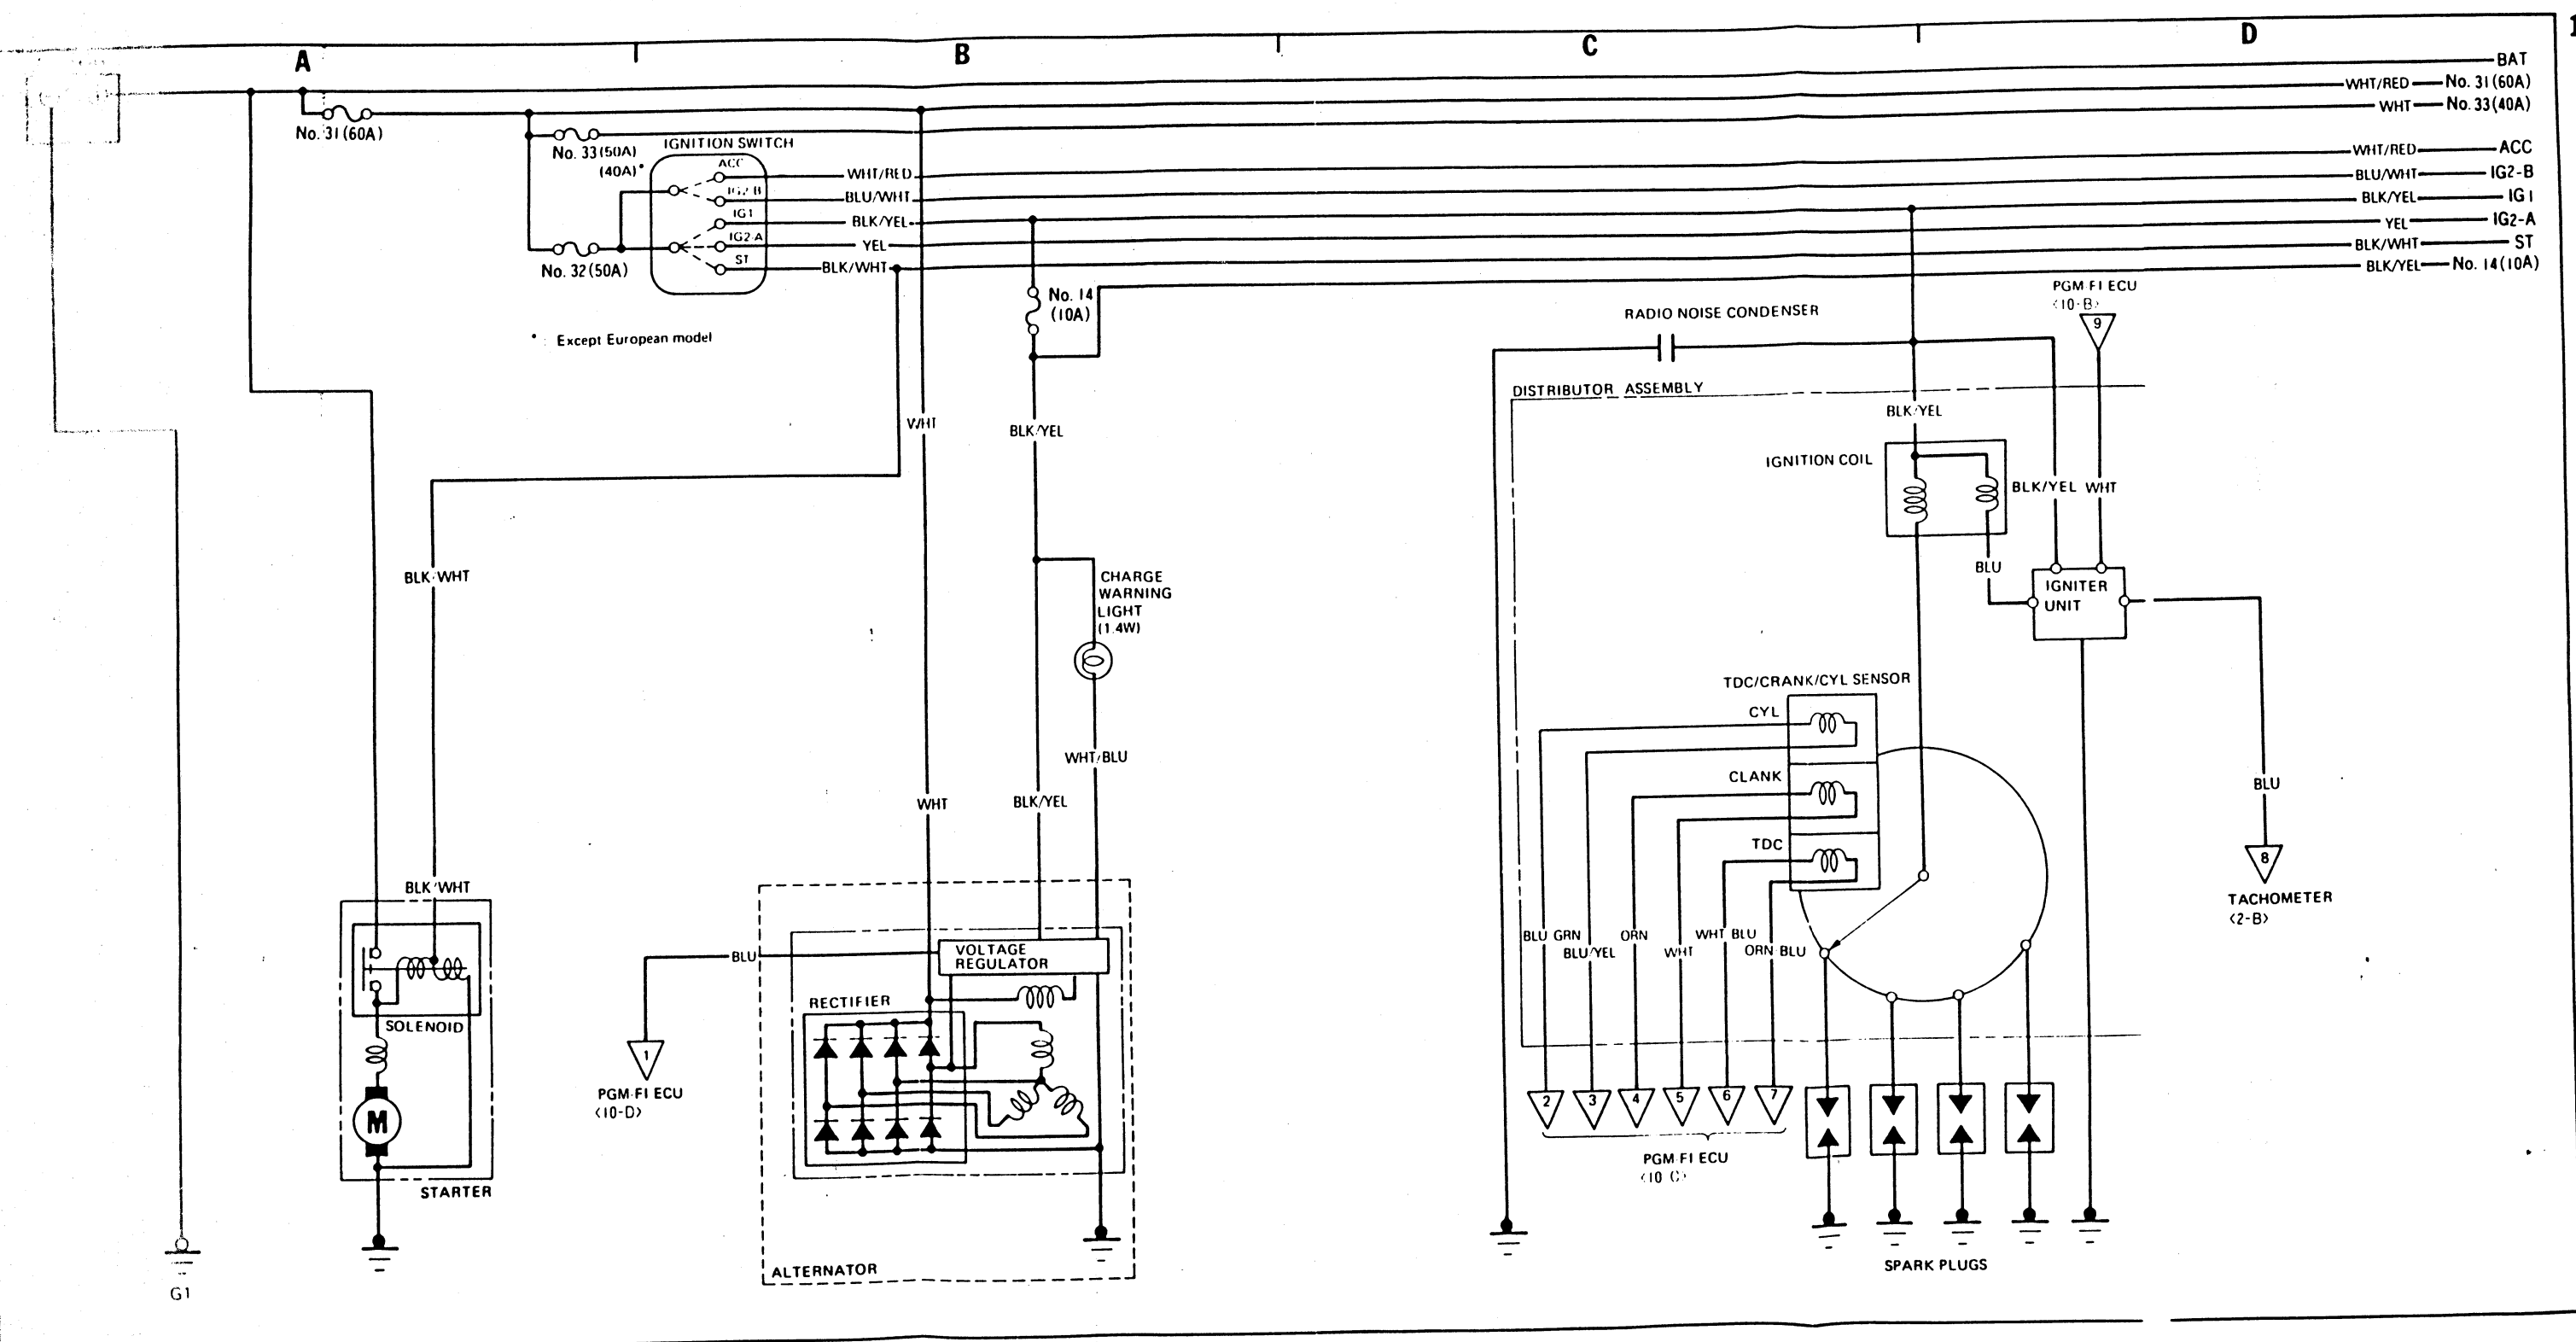 A
B
C
D
1
BAT
WHT/RED
No. 31 (60A)
WHT
No. 33(40A)
No. 31 (60A)
No. 33(50A)
(40A)*
IGNITION SWITCH
ACC
WHT/RED
WHT/RED
ACC
IG2-B
BLU/WHT
BLU/WHT
IG2-B
IG1
BLK/YEL
BLK/YEL
IG1
IG2-A
YEL
YEL
IG2-A
ST
BLK/WHT
BLK/WHT
ST
No. 32(50A)
BLK/YEL
No. 14(10A)
No. 14
(10A)
* : Except European model
PGM-FI ECU
<10-B>
9
RADIO NOISE CONDENSER
DISTRIBUTOR ASSEMBLY
WHT
BLK/YEL
BLK/YEL
IGNITION COIL
BLK/YEL
WHT
BLU
IGNITER
UNIT
BLK/WHT
CHARGE
WARNING
LIGHT
(1.4W)
TDC/CRANK/CYL SENSOR
CYL
CLANK
TDC
WHT/BLU
WHT
BLK/YEL
BLU
8
TACHOMETER
<2-B>
BLK/WHT
SOLENOID
M
STARTER
G1
BLU
1
PGM-FI ECU
<10-D>
VOLTAGE
REGULATOR
RECTIFIER
ALTERNATOR
BLU GRN
BLU/YEL
ORN
WHT
WHT BLU
ORN BLU
2
3
4
5
6
7
PGM-FI ECU
<10-C>
SPARK PLUGS